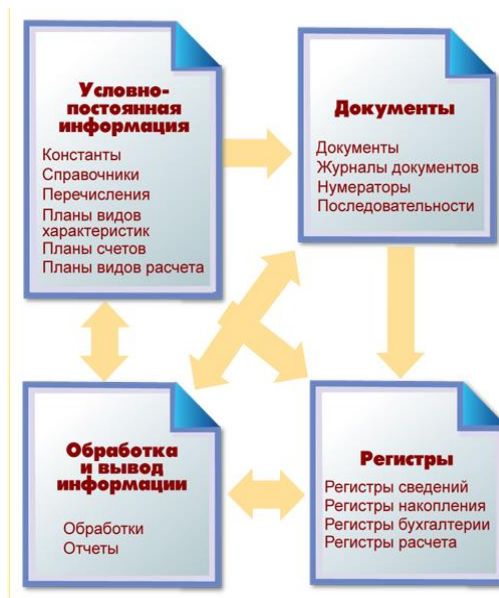 Условно-
постоянная
информация
Константы
Справочники
Перечисления
Планы видов
характеристик
Планы счетов
Планы видов расчета
Документы
Документы
Журналы документов
Нумераторы
Последовательности
Обработка
и вывод
информации
Обработки
Отчеты
Регистры
Регистры сведений
Регистры накопления
Регистры бухгалтерии
Регистры расчета